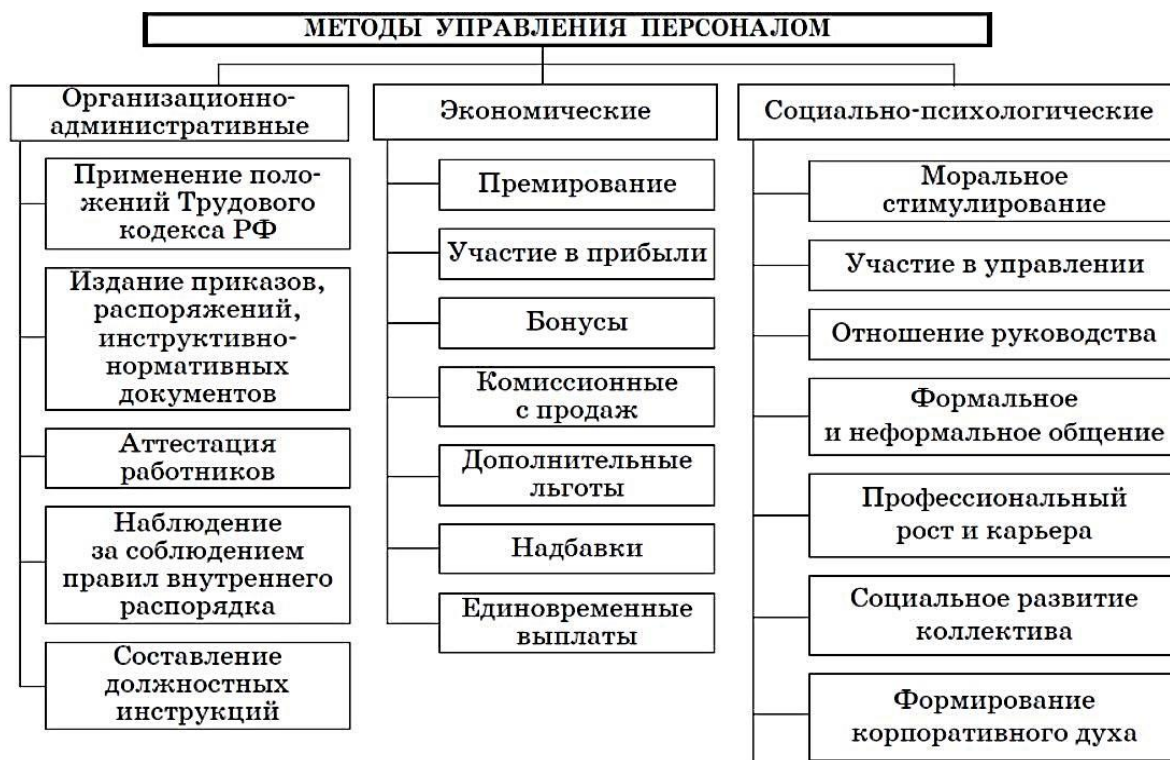 МЕТОДЫ УПРАВЛЕНИЯ ПЕРСОНАЛОМ
Организационно-
административные
Применение поло-
жений Трудового
кодекса РФ
Издание приказов,
распоряжений,
инструктивно-
нормативных
документов
Аттестация
работников
Наблюдение
за соблюдением
правил внутреннего
распорядка
Составление
должностных
инструкций
Экономические
Премирование
Участие в прибыли
Бонусы
Комиссионные
с продаж
Дополнительные
льготы
Надбавки
Единовременные
выплаты
Социально-психологические
Моральное
стимулирование
Участие в управлении
Отношение руководства
Формальное
и неформальное общение
Профессиональный
рост и карьера
Социальное развитие
коллектива
Формирование
корпоративного духа